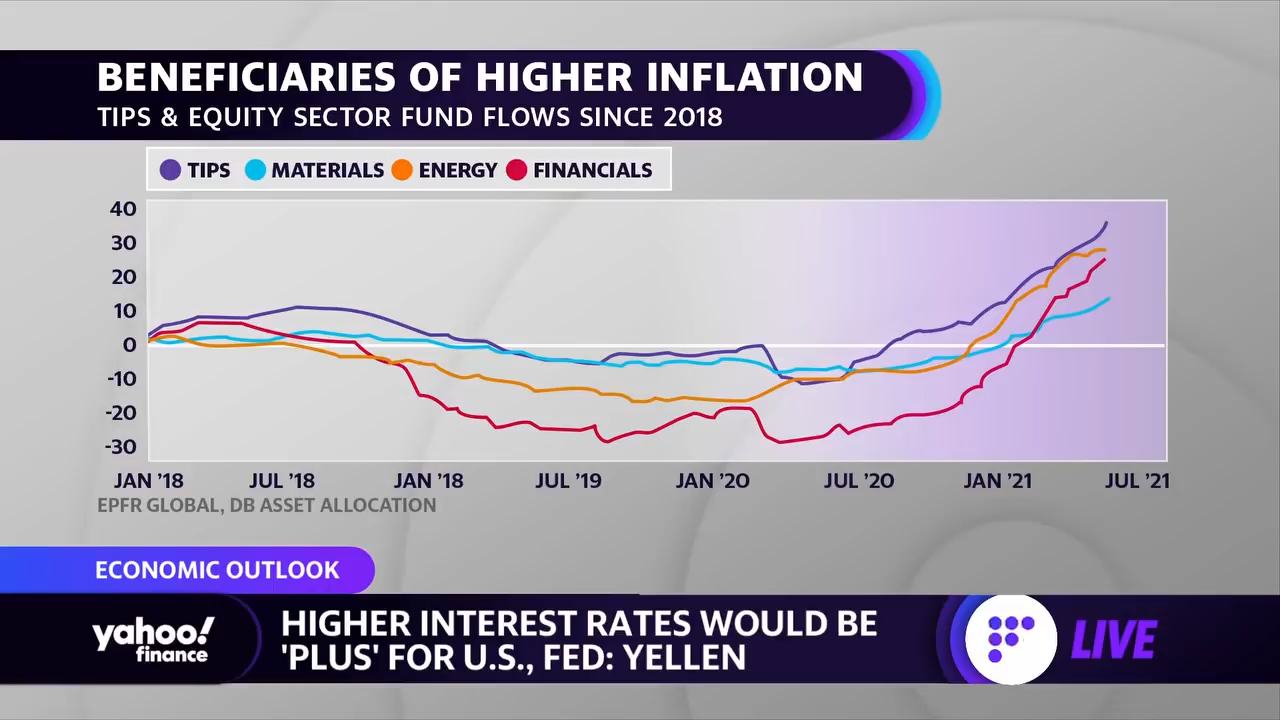 BENEFICIARIES OF HIGHER INFLATION
TIPS & EQUITY SECTOR FUND FLOWS SINCE 2018
TIPS MATERIALS ENERGY FINANCIALS
40
30
20
10
0
-10
-20
-30
JAN ’18 JUL ’18 JAN ’18 JUL ’19 JAN ’20 JUL ’20 JAN ’21 JUL ’21
EPFR GLOBAL, DB ASSET ALLOCATION
ECONOMIC OUTLOOK
yahoo!
finance
HIGHER INTEREST RATES WOULD BE
'PLUS' FOR U.S., FED: YELLEN
LIVE